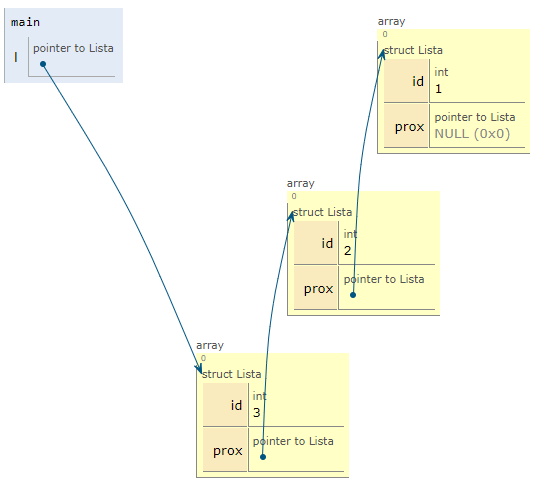 main
l
pointer to Lista
array
0
struct Lista
id
int
1
prox
pointer to Lista
NULL (0x0)
array
0
struct Lista
id
int
2
prox
pointer to Lista
array
0
struct Lista
id
int
3
prox
pointer to Lista